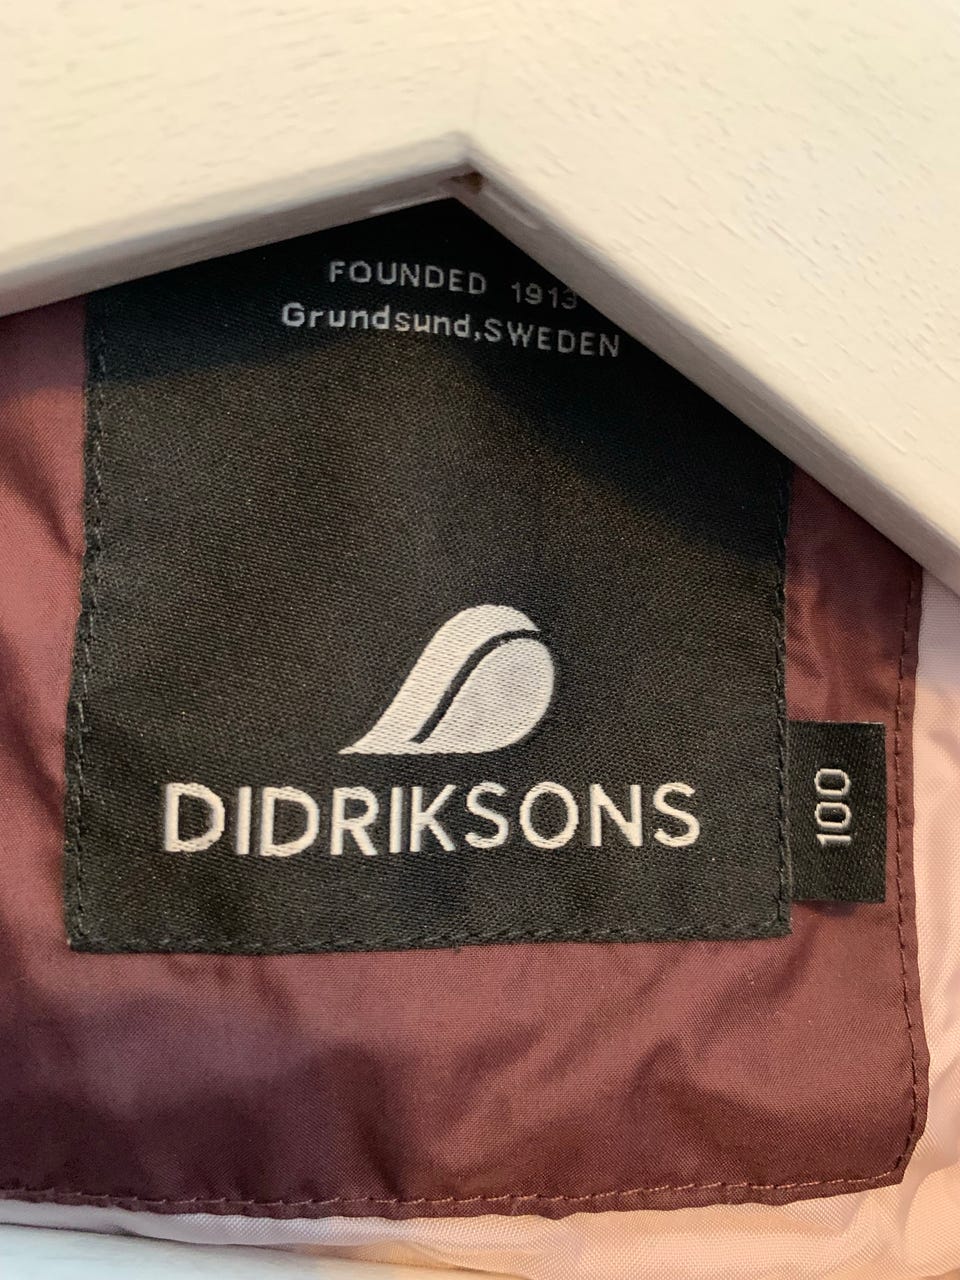 FOUNDED 1913
Grundsund,SWEDEN
DIDRIKSONS
100